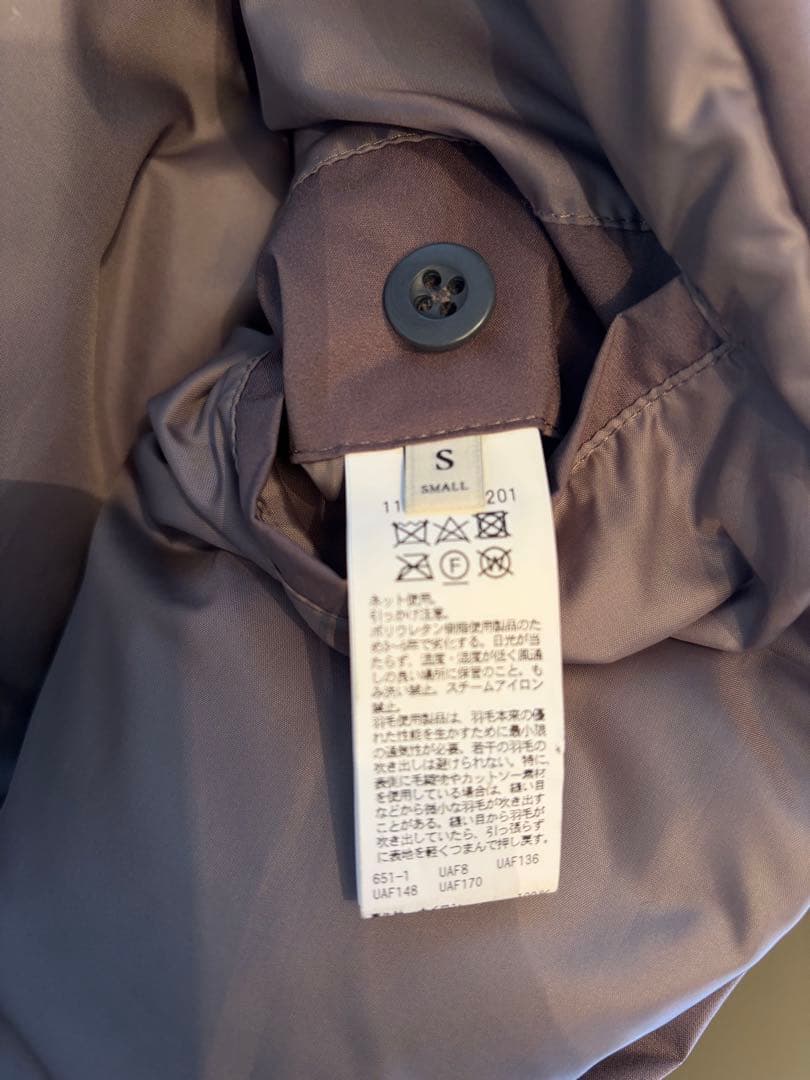 S
SMALL
11 201
F
W
ネット使用。
引っかけ注意。
ポリウレタン樹脂使用製品のた
め3~5年で劣化する。日光が当
たらず、温度・湿度が低く風通
しの良い場所に保管のこと。も
み洗い禁止。スチームアイロン
禁止。
羽毛使用製品は、羽毛本来の優
れた性能を生かすために最小限
の通気性が必要。若干の羽毛の
吹き出しは避けられない。特に、
表側に毛織物やカットソー素材
を使用している場合は、縫い目
などから微小な羽毛が吹き出す
ことがある。縫い目から羽毛が
吹き出していたら、引っ張らず
に表地を軽くつまんで押し戻す。
651-1 UAF8 UAF136
UAF148 UAF170